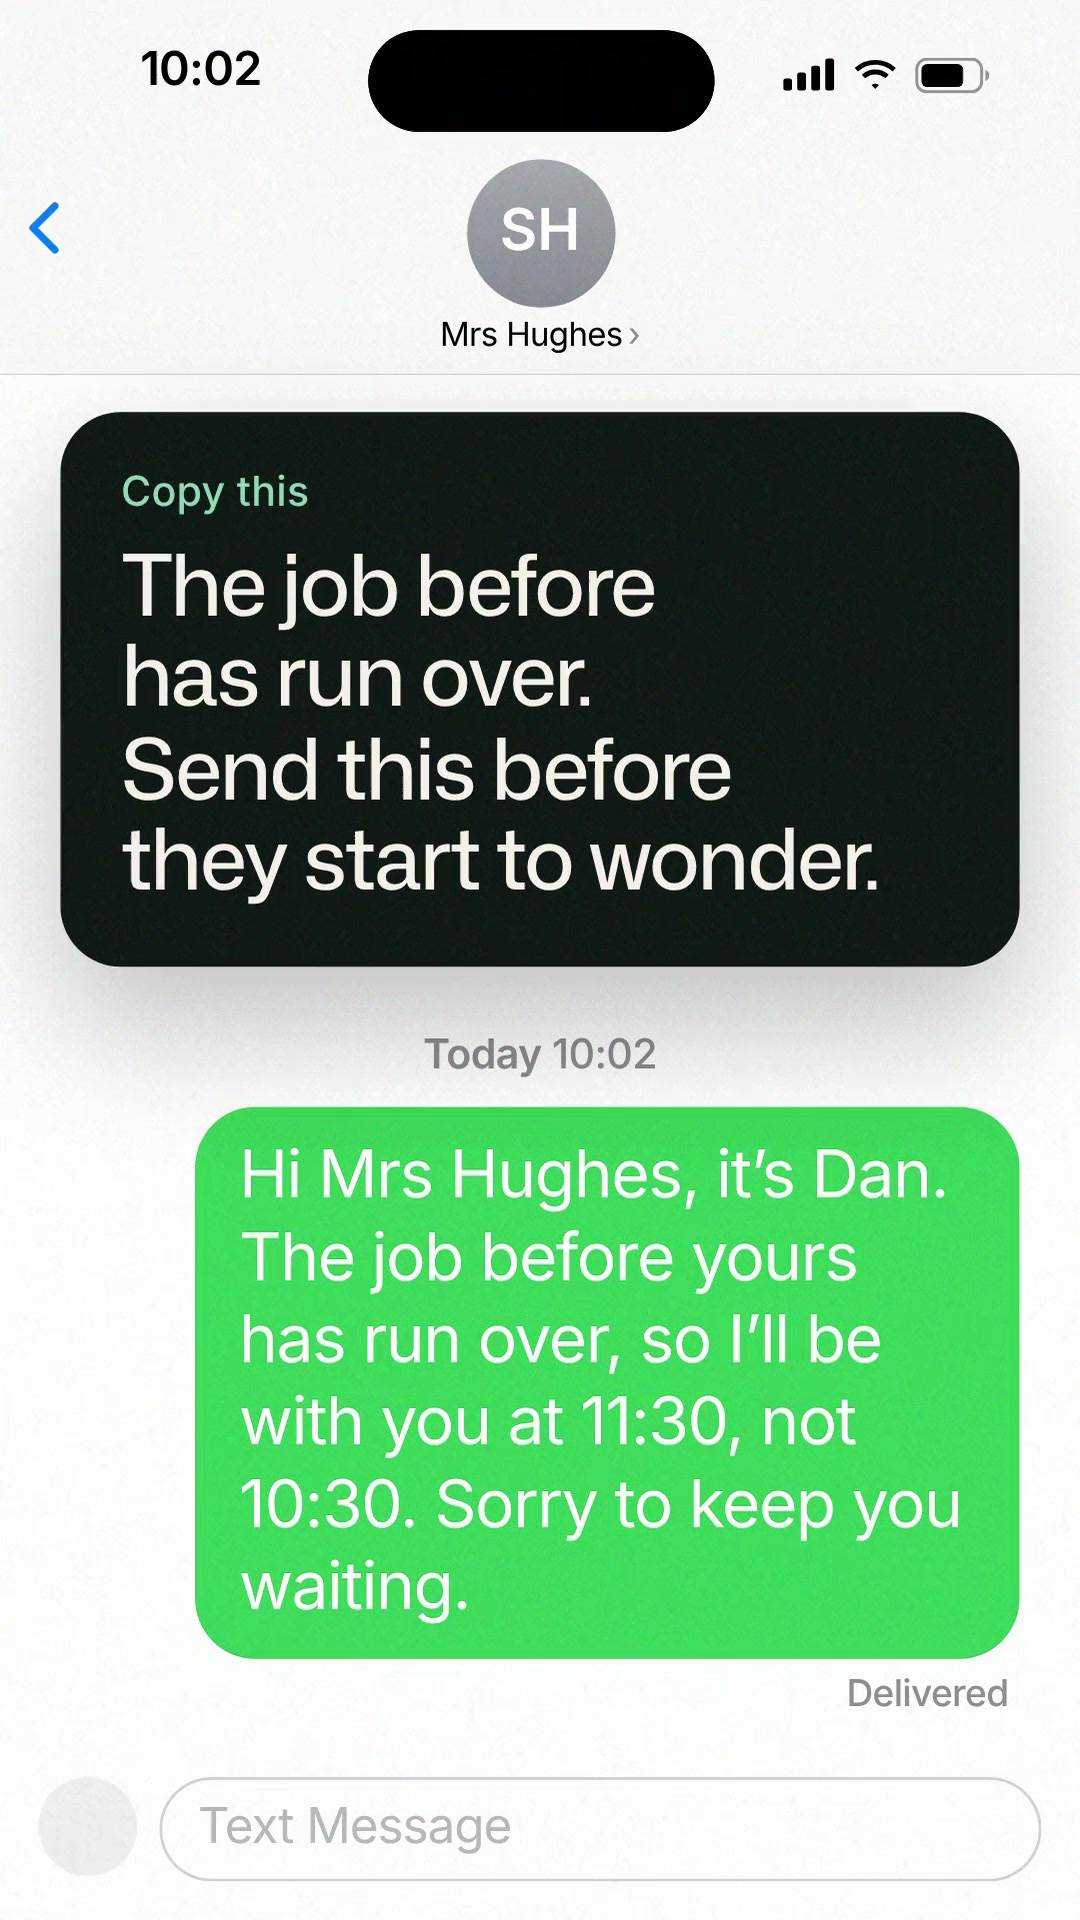 10:02
SH
Mrs Hughes
Copy this
The job before
has run over.
Send this before
they start to wonder.
Today 10:02
Hi Mrs Hughes, it’s Dan.
The job before yours
has run over, so I’ll be
with you at 11:30, not
10:30. Sorry to keep you
waiting.
Delivered
Text Message